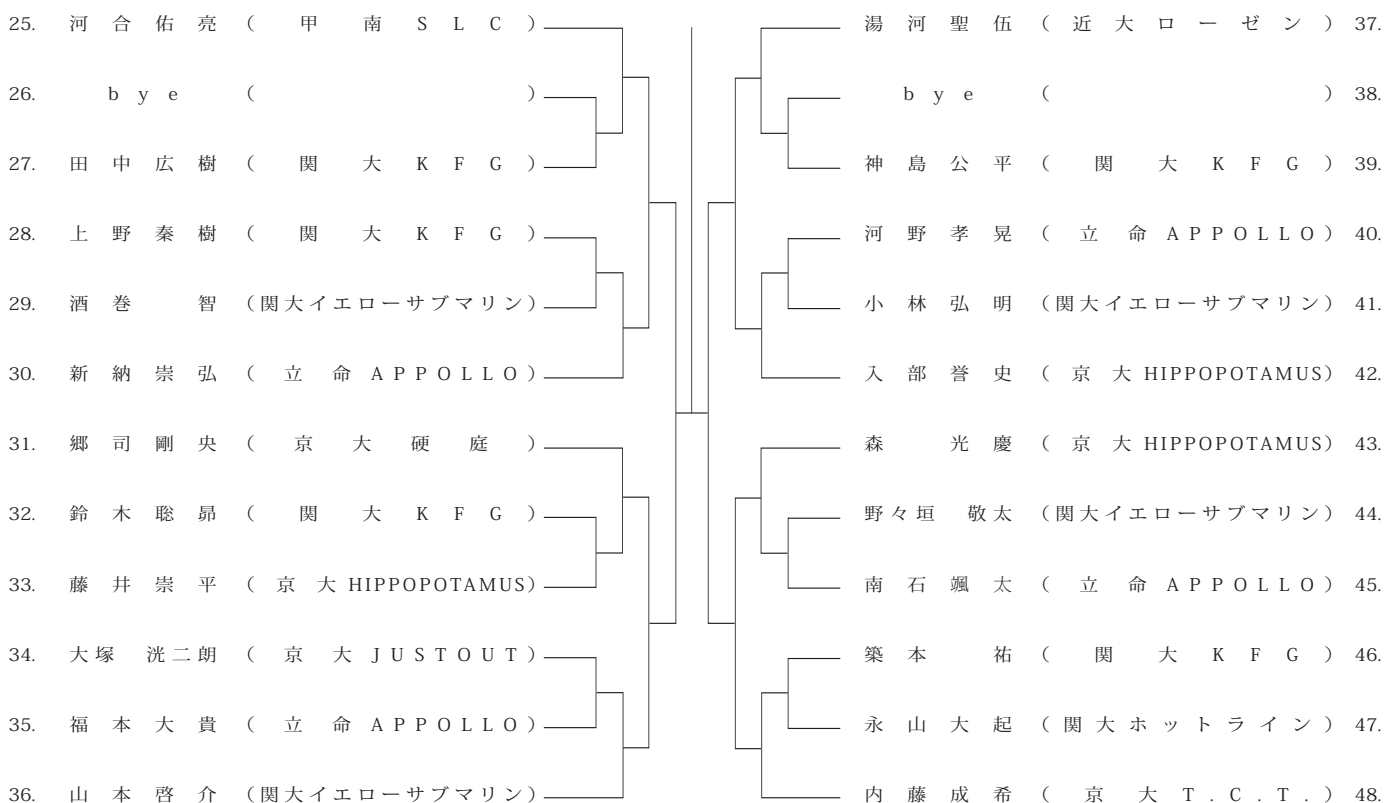 25. 河合佑亮 (甲南SLC)
26. bye ( )
27. 田中広樹 (関大KFG)
28. 上野秦樹 (関大KFG)
29. 酒巻 智 (関大イエローサブマリン)
30. 新納崇弘 (立命APPOLLO)
31. 郷司剛央 (京大硬庭)
32. 鈴木聡昴 (関大KFG)
33. 藤井崇平 (京大HIPPOPOTAMUS)
34. 大塚 洸二朗 (京大JUSTOUT)
35. 福本大貴 (立命APPOLLO)
36. 山本啓介 (関大イエローサブマリン)
湯河聖伍 (近大ローゼン) 37.
bye ( ) 38.
神島公平 (関大KFG) 39.
河野孝晃 (立命APPOLLO) 40.
小林弘明 (関大イエローサブマリン) 41.
入部誉史 (京大HIPPOPOTAMUS) 42.
森 光慶 (京大HIPPOPOTAMUS) 43.
野々垣 敬太 (関大イエローサブマリン) 44.
南石颯太 (立命APPOLLO) 45.
築本 祐 (関大KFG) 46.
永山大起 (関大ホットライン) 47.
内藤成希 (京大T.C.T.) 48.